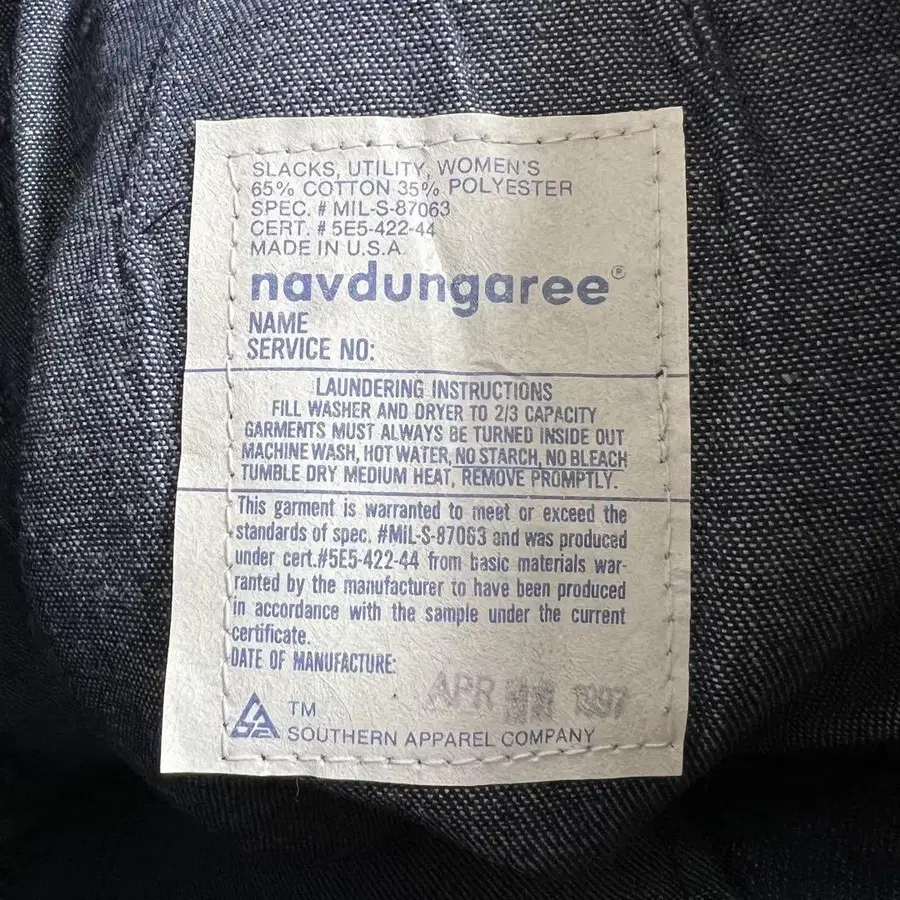 SLACKS, UTILITY, WOMEN'S
65% COTTON 35% POLYESTER
SPEC. # MIL-S-87063
CERT. # 5E5-422-44
MADE IN U.S.A.
navdungaree®
NAME
SERVICE NO:
LAUNDERING INSTRUCTIONS
FILL WASHER AND DRYER TO 2/3 CAPACITY
GARMENTS MUST ALWAYS BE TURNED INSIDE OUT
MACHINE WASH, HOT WATER, NO STARCH, NO BLEACH
TUMBLE DRY MEDIUM HEAT, REMOVE PROMPTLY.
This garment is warranted to meet or exceed the
standards of spec. #MIL-S-87063 and was produced
under cert.#5E5-422-44 from basic materials war-
ranted by the manufacturer to have been produced
in accordance with the sample under the current
certificate.
DATE OF MANUFACTURE:
APR 1997
TM
SOUTHERN APPAREL COMPANY